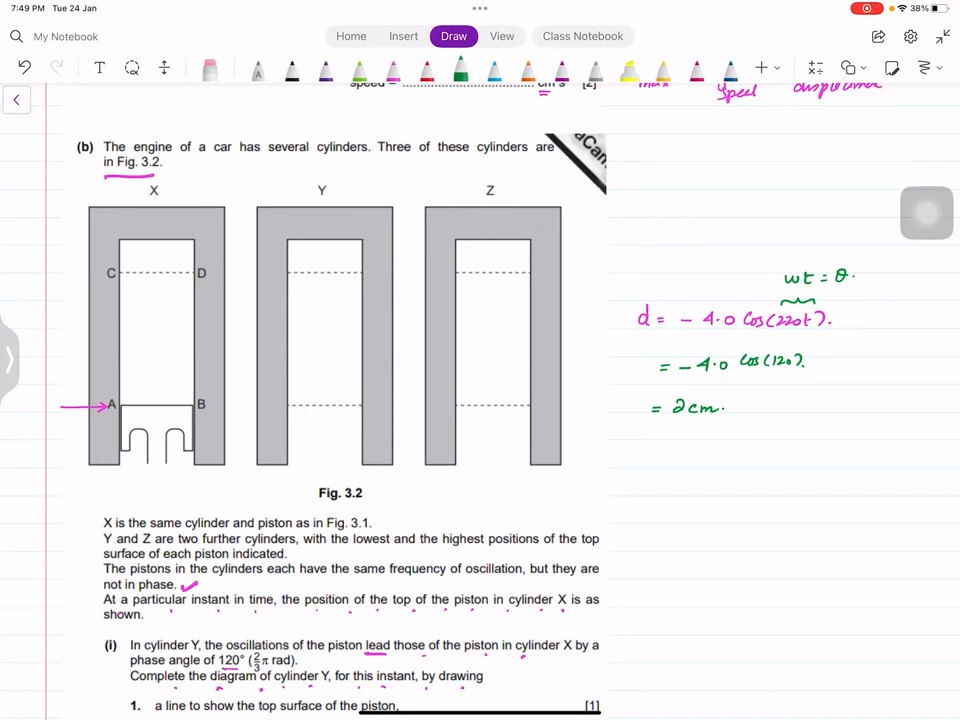 7:49 PM Tue 24 Jan
38%
My Notebook
Home Insert Draw View Class Notebook
T
A
speed = cm s [2]
max speed displacement
(b) The engine of a car has several cylinders. Three of these cylinders are
in Fig. 3.2.
aCam
X Y Z
C D
A B
wt = θ.
d = - 4.0 cos(220t).
= - 4.0 cos(120).
= 2cm.
Fig. 3.2
X is the same cylinder and piston as in Fig. 3.1.
Y and Z are two further cylinders, with the lowest and the highest positions of the top
surface of each piston indicated.
The pistons in the cylinders each have the same frequency of oscillation, but they are
not in phase.
At a particular instant in time, the position of the top of the piston in cylinder X is as
shown.
(i) In cylinder Y, the oscillations of the piston lead those of the piston in cylinder X by a
phase angle of 120° (2/3 π rad).
Complete the diagram of cylinder Y, for this instant, by drawing
1. a line to show the top surface of the piston, [1]